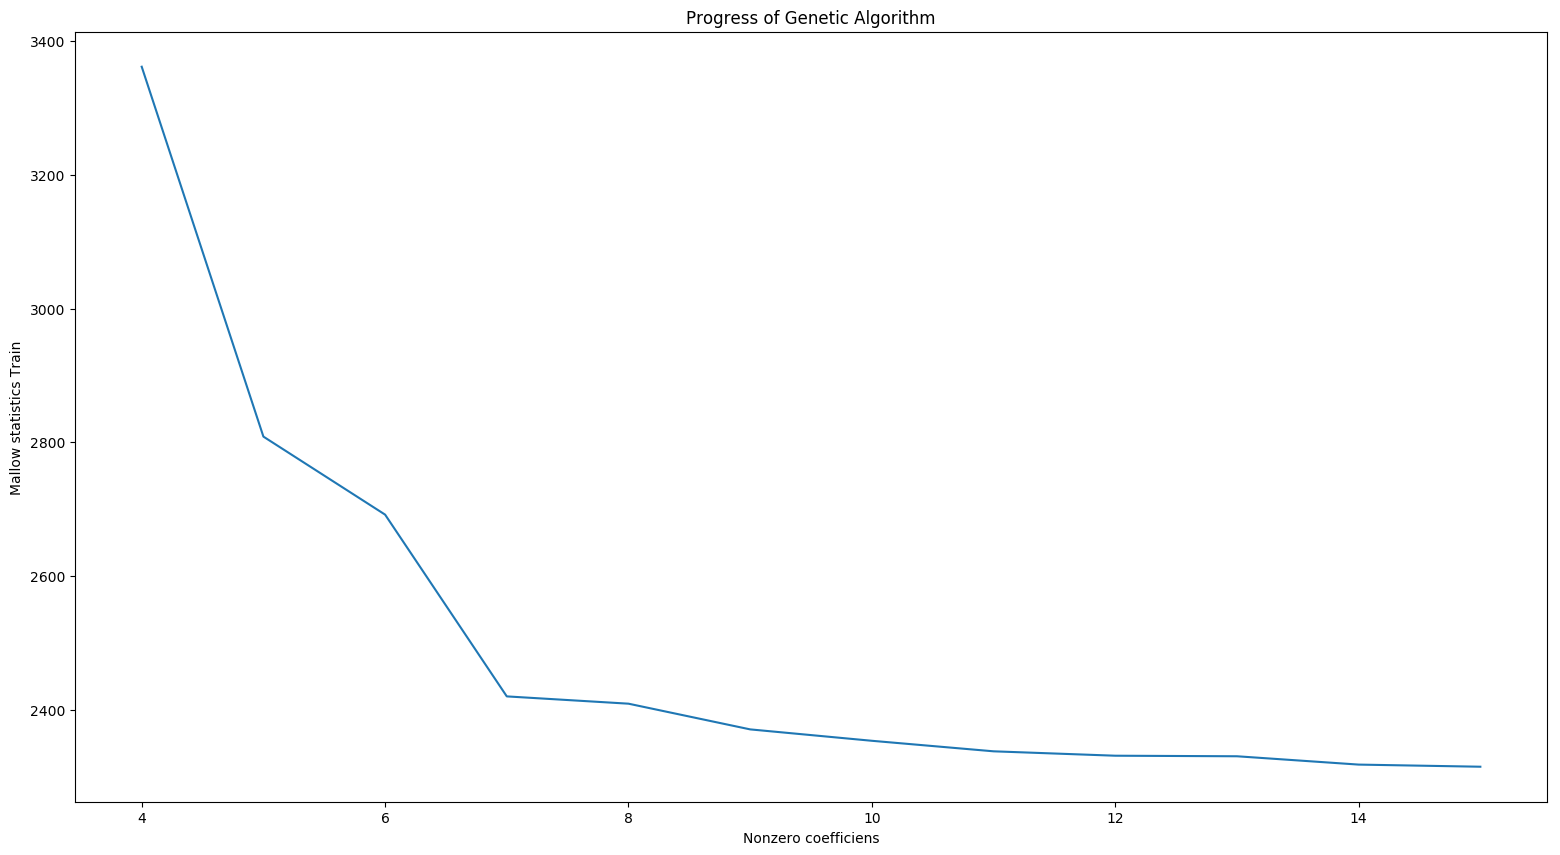 Progress of Genetic Algorithm
3400
3200
3000
2800
2600
2400
Mallow statistics Train
4 6 8 10 12 14
Nonzero coefficiens